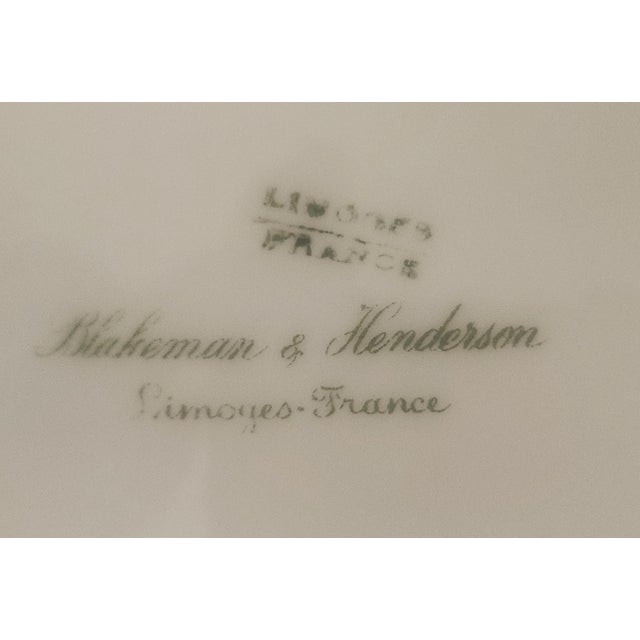 LIMOGES
FRANCE
Blakeman & Henderson
Limoges-France